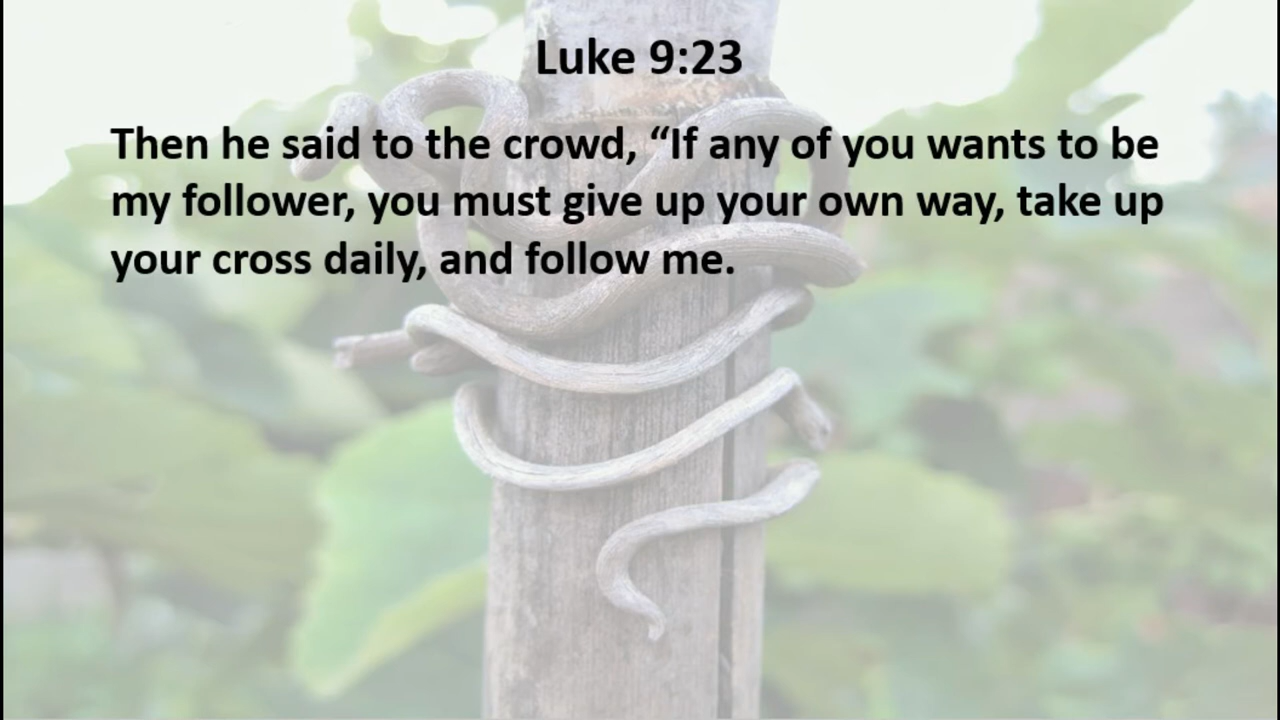 Luke 9:23
Then he said to the crowd, “If any of you wants to be
my follower, you must give up your own way, take up
your cross daily, and follow me.